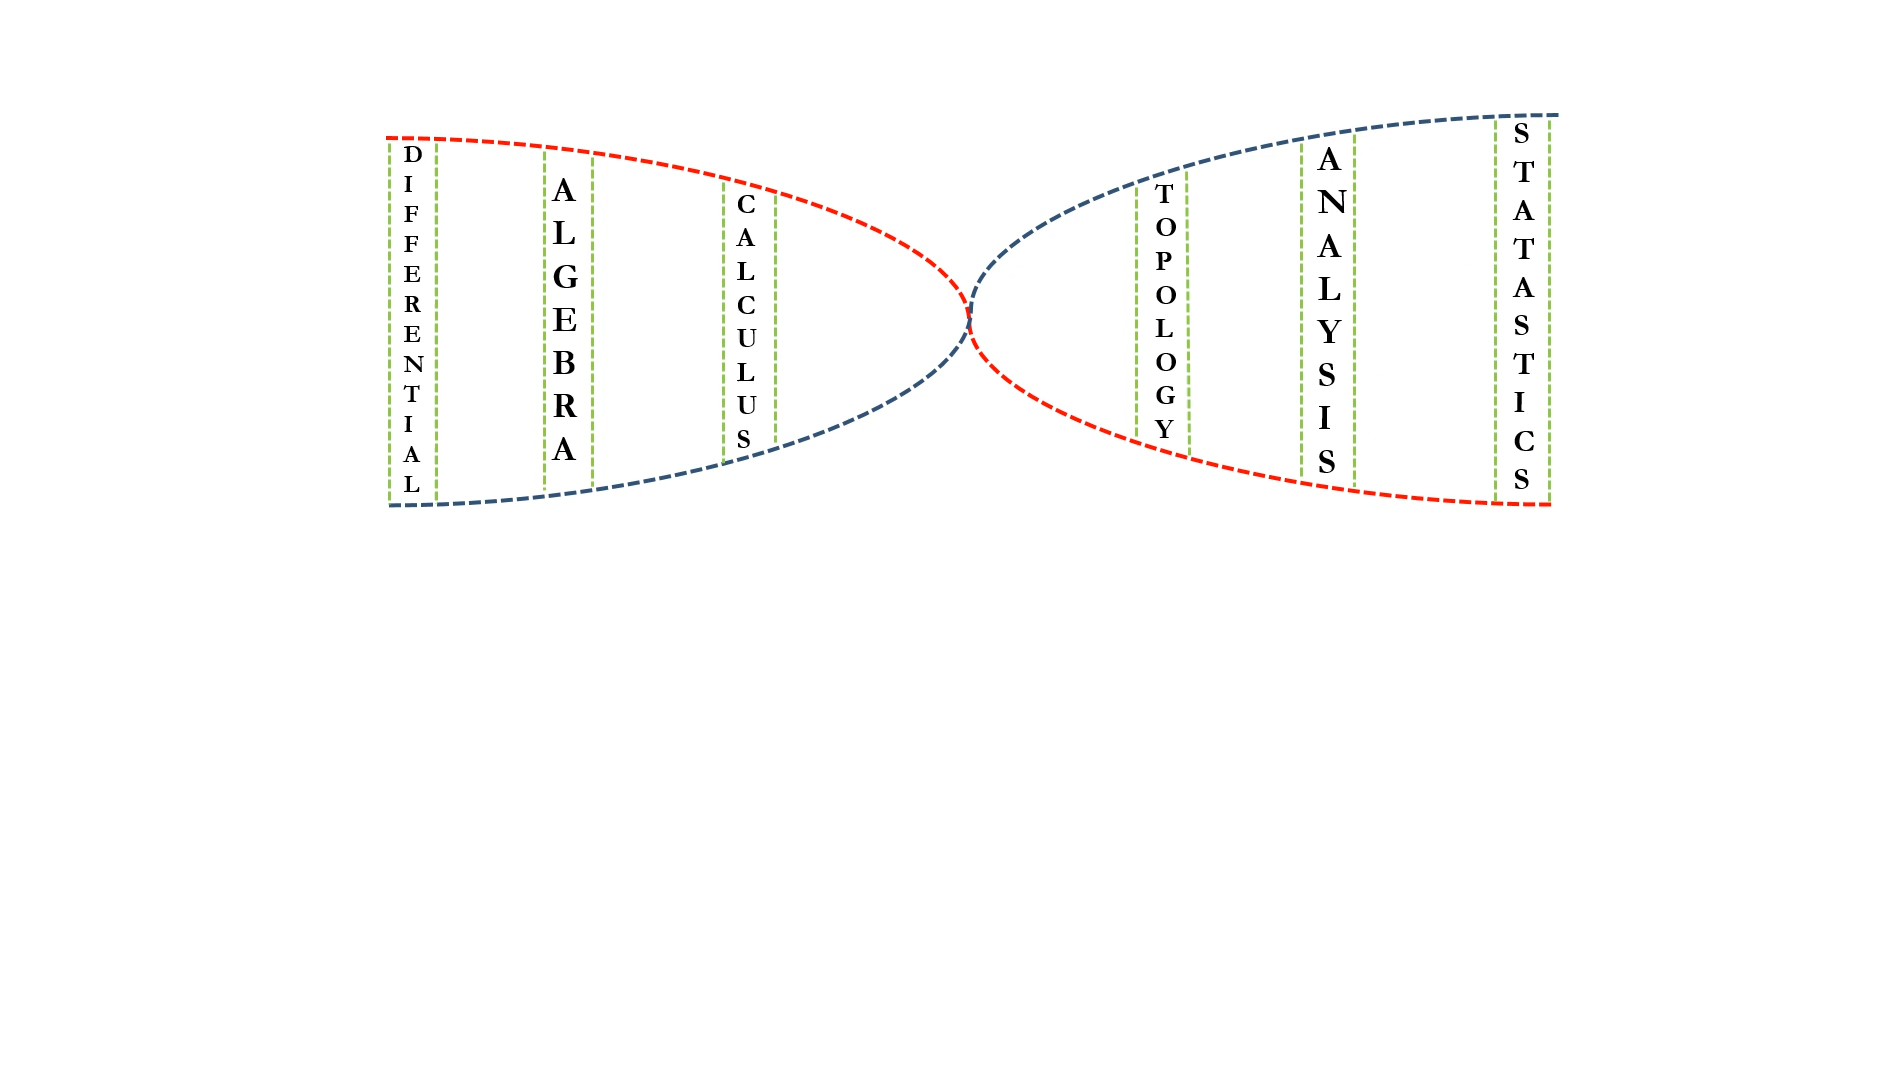 DIFFERENTIAL
ALGEBRA
CALCULUS
TOPOLOGY
ANALYSIS
STATASTICS